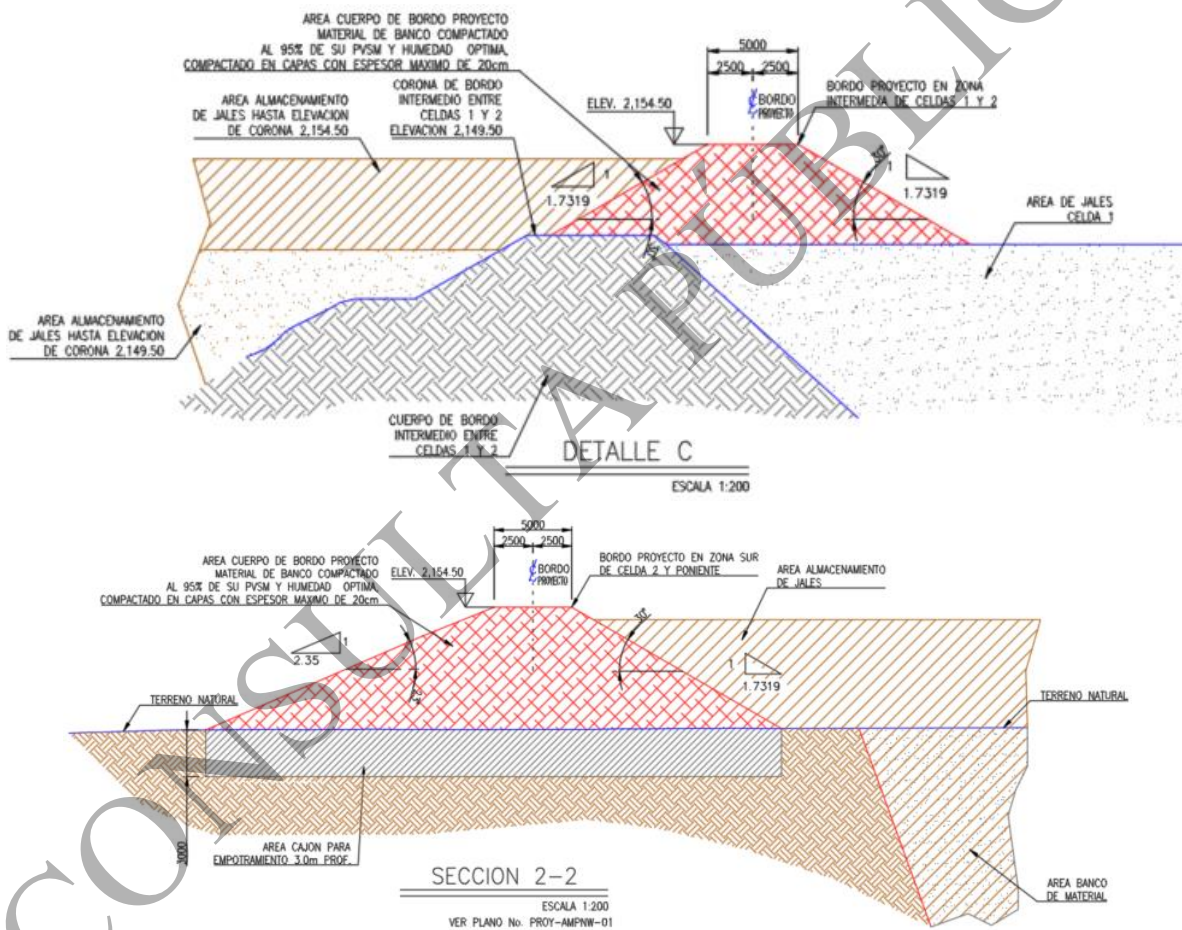 AREA CUERPO DE BORDO PROYECTO
MATERIAL DE BANCO COMPACTADO
AL 95% DE SU PVSM Y HUMEDAD OPTIMA,
COMPACTADO EN CAPAS CON ESPESOR MAXIMO DE 20cm
AREA ALMACENAMIENTO
DE JALES HASTA ELEVACION
DE CORONA 2,154.50
CORONA DE BORDO
INTERMEDIO ENTRE
CELDAS 1 Y 2
ELEVACION 2,149.50
ELEV. 2,154.50
5000
2500
2500
BORDO
PROYECTO
BORDO PROYECTO EN ZONA
INTERMEDIA DE CELDAS 1 Y 2
1
1.7319
30°
1
1.7319
30°
AREA DE JALES
CELDA 1
AREA ALMACENAMIENTO
DE JALES HASTA ELEVACION
DE CORONA 2,149.50
CUERPO DE BORDO
INTERMEDIO ENTRE
CELDAS 1 Y 2
DETALLE C
ESCALA 1:200
AREA CUERPO DE BORDO PROYECTO
MATERIAL DE BANCO COMPACTADO
AL 95% DE SU PVSM Y HUMEDAD OPTIMA,
COMPACTADO EN CAPAS CON ESPESOR MAXIMO DE 20cm
ELEV. 2,154.50
5000
2500
2500
BORDO
PROYECTO
BORDO PROYECTO EN ZONA SUR
DE CELDA 2 Y PONIENTE
AREA ALMACENAMIENTO
DE JALES
1
2.35
23°
30°
1
1.7319
TERRENO NATURAL
TERRENO NATURAL
3000
AREA CAJON PARA
EMPOTRAMIENTO 3.0m PROF.
AREA BANCO
DE MATERIAL
SECCION 2-2
ESCALA 1:200
VER PLANO No. PROY-AMPNW-01
CONSULTA PÚBLIC